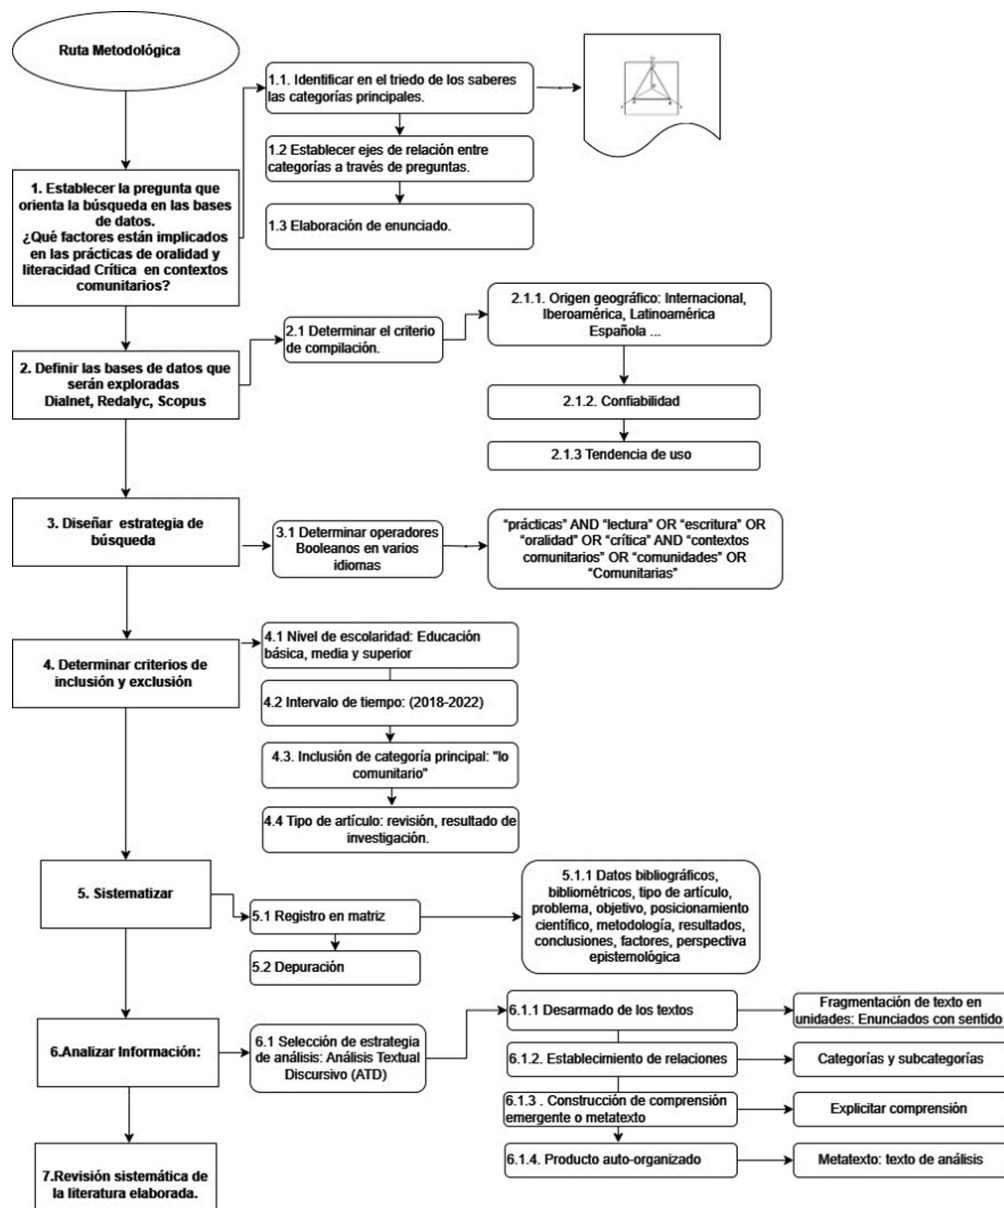 Ruta Metodológica
1. Establecer la pregunta que
orienta la búsqueda en las bases
de datos.
¿Qué factores están implicados
en las prácticas de oralidad y
literacidad Crítica en contextos
comunitarios?
1.1. Identificar en el triedo de los saberes
las categorías principales.
1.2 Establecer ejes de relación entre
categorías a través de preguntas.
1.3 Elaboración de enunciado.
2. Definir las bases de datos que
serán exploradas
Dialnet, Redalyc, Scopus
2.1 Determinar el criterio
de compilación.
2.1.1. Origen geográfico: Internacional,
Iberoamérica, Latinoamérica
Española ...
2.1.2. Confiabilidad
2.1.3 Tendencia de uso
3. Diseñar estrategia de
búsqueda
3.1 Determinar operadores
Booleanos en varios
idiomas
“prácticas” AND “lectura” OR “escritura” OR
“oralidad” OR “crítica” AND “contextos
comunitarios” OR “comunidades” OR
“Comunitarias”
4. Determinar criterios de
inclusión y exclusión
4.1 Nivel de escolaridad: Educación
básica, media y superior
4.2 Intervalo de tiempo: (2018-2022)
4.3. Inclusión de categoría principal: "lo
comunitario"
4.4 Tipo de artículo: revisión, resultado de
investigación.
5. Sistematizar
5.1 Registro en matriz
5.2 Depuración
5.1.1 Datos bibliográficos,
bibliométricos, tipo de artículo,
problema, objetivo, posicionamiento
científico, metodología, resultados,
conclusiones, factores, perspectiva
epistemológica
6.Analizar Información:
6.1 Selección de estrategia
de análisis: Análisis Textual
Discursivo (ATD)
6.1.1 Desarmado de los textos
Fragmentación de texto en
unidades: Enunciados con sentido
6.1.2. Establecimiento de relaciones
Categorías y subcategorías
6.1.3 . Construcción de comprensión
emergente o metatexto
Explicitar comprensión
6.1.4. Producto auto-organizado
Metatexto: texto de análisis
7.Revisión sistemática de
la literatura elaborada.